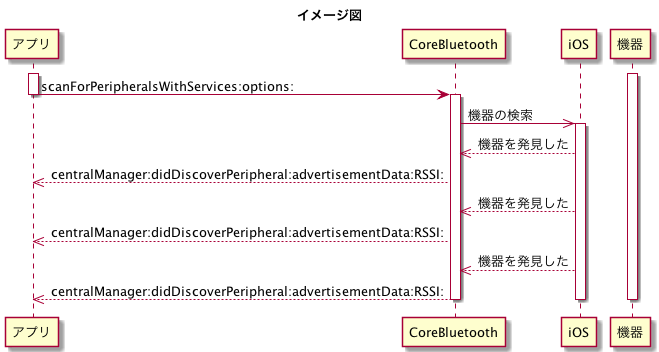 イメージ図
アプリ
CoreBluetooth
iOS
機器
scanForPeripheralsWithServices:options:
機器の検索
機器を発見した
centralManager:didDiscoverPeripheral:advertisementData:RSSI:
機器を発見した
centralManager:didDiscoverPeripheral:advertisementData:RSSI:
機器を発見した
centralManager:didDiscoverPeripheral:advertisementData:RSSI:
アプリ
CoreBluetooth
iOS
機器